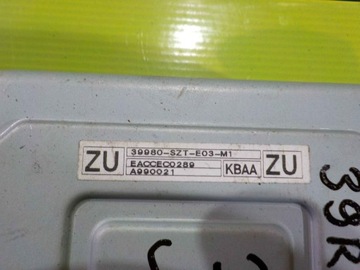 ZU 39980-SZT-E03-M1
EACCEC0289 KBAA ZU
A990021
39R